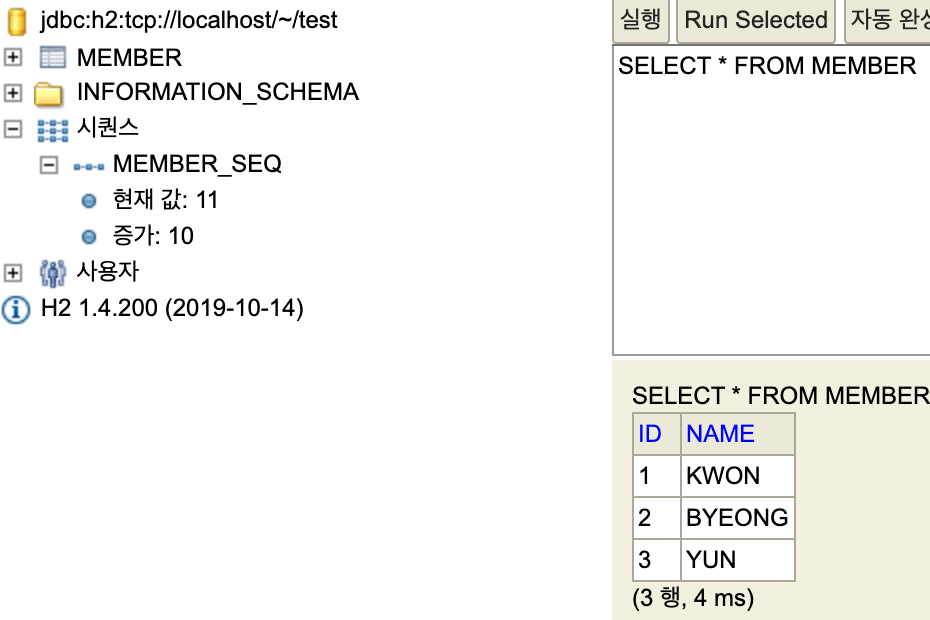 jdbc:h2:tcp://localhost/~/test
MEMBER
INFORMATION_SCHEMA
시퀀스
MEMBER_SEQ
현재 값: 11
증가: 10
사용자
H2 1.4.200 (2019-10-14)
실행 Run Selected 자동 완성
SELECT * FROM MEMBER
SELECT * FROM MEMBER
ID NAME
1 KWON
2 BYEONG
3 YUN
(3 행, 4 ms)